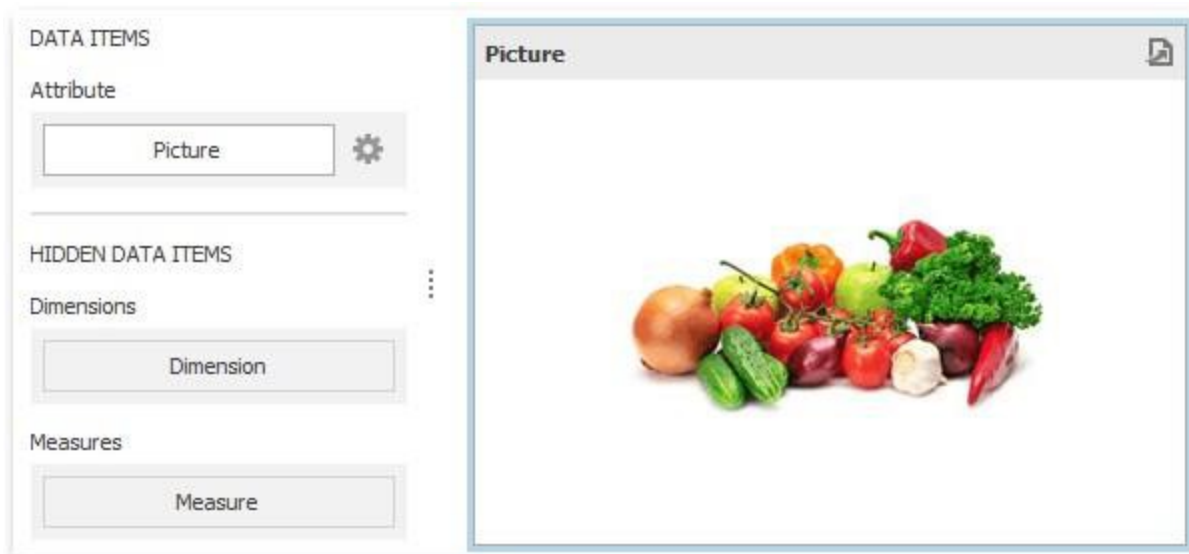 DATA ITEMS
Attribute
Picture
HIDDEN DATA ITEMS
Dimensions
Dimension
Measures
Measure
Picture